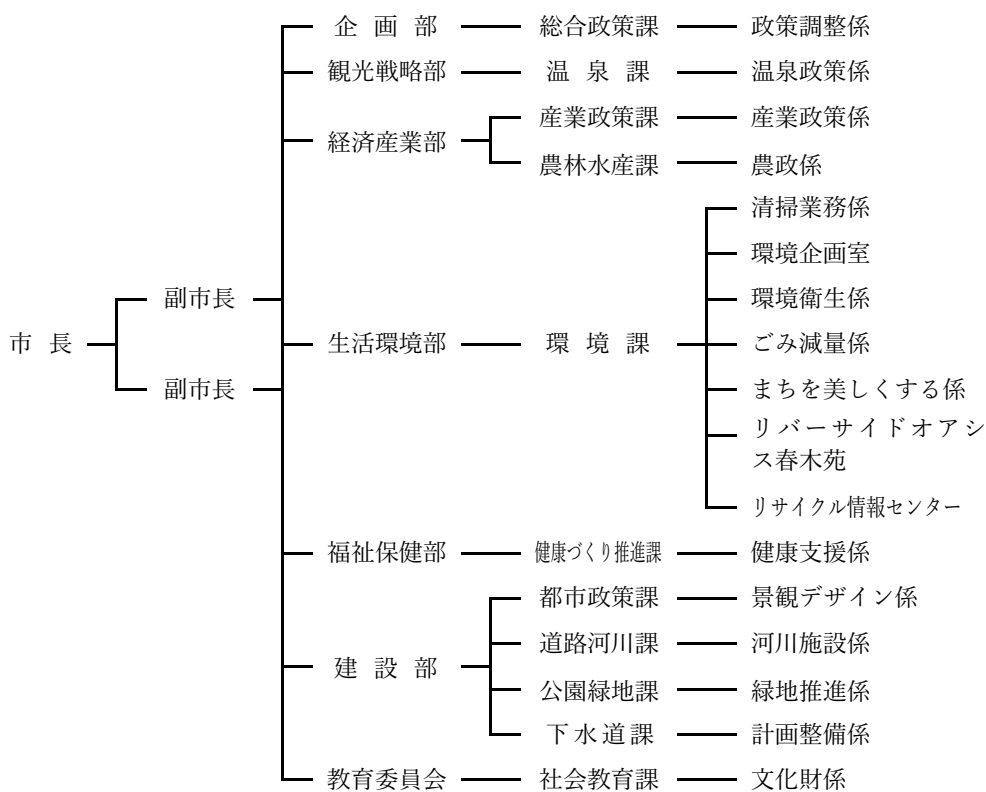 企画部 総合政策課 政策調整係
観光戦略部 温泉課 温泉政策係
産業政策課 産業政策係
経済産業部
農林水産課 農政係
清掃業務係
環境企画室
副市長 環境衛生係
市長 生活環境部 環境課 ごみ減量係
副市長 まちを美しくする係
リバーサイドオアシ
ス春木苑
リサイクル情報センター
福祉保健部 健康づくり推進課 健康支援係
都市政策課 景観デザイン係
道路河川課 河川施設係
建設部
公園緑地課 緑地推進係
下水道課 計画整備係
教育委員会 社会教育課 文化財係